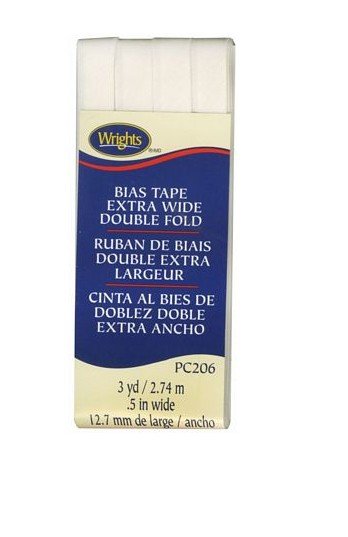 Wrights
BIAS TAPE
EXTRA WIDE
DOUBLE FOLD
RUBAN DE BIAIS
DOUBLE EXTRA
LARGEUR
CINTA AL BIES DE
DOBLEZ DOBLE
EXTRA ANCHO
PC206
3 yd / 2.74 m
.5 in wide
12.7 mm de large / ancho